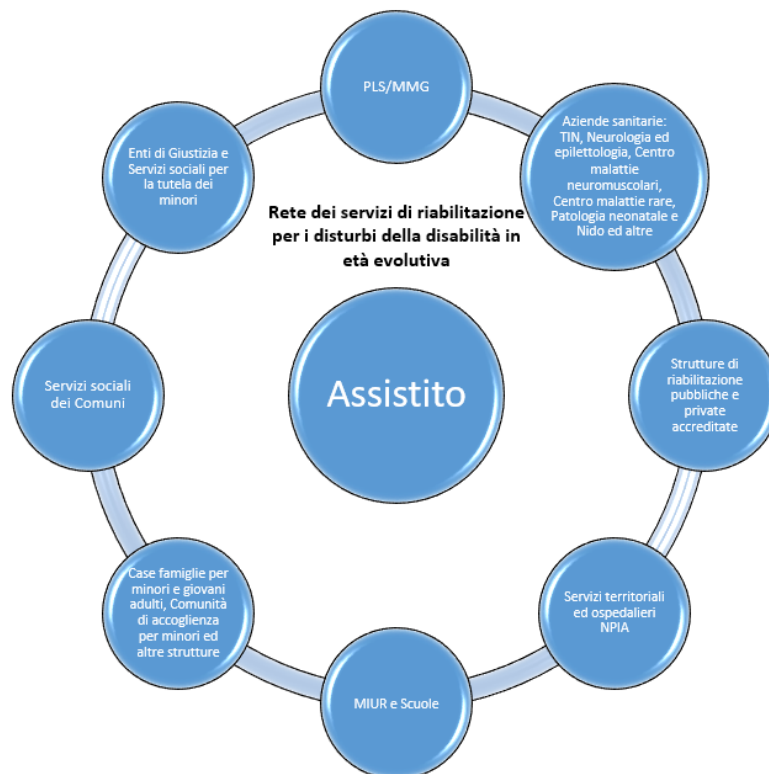 PLS/MMG
Aziende sanitarie:
TIN, Neurologia ed
epilettologia, Centro
malattie
neuromuscolari,
Centro malattie rare,
Patologia neonatale e
Nido ed altre
Enti di Giustizia e
Servizi sociali per
la tutela dei
minori
Rete dei servizi di riabilitazione
per i disturbi della disabilità in
età evolutiva
Servizi sociali
dei Comuni
Assistito
Strutture di
riabilitazione
pubbliche e
private
accreditate
Case famiglie per
minori e giovani
adulti, Comunità
di accoglienza
per minori ed
altre strutture
Servizi territoriali
ed ospedalieri
NPIA
MIUR e Scuole